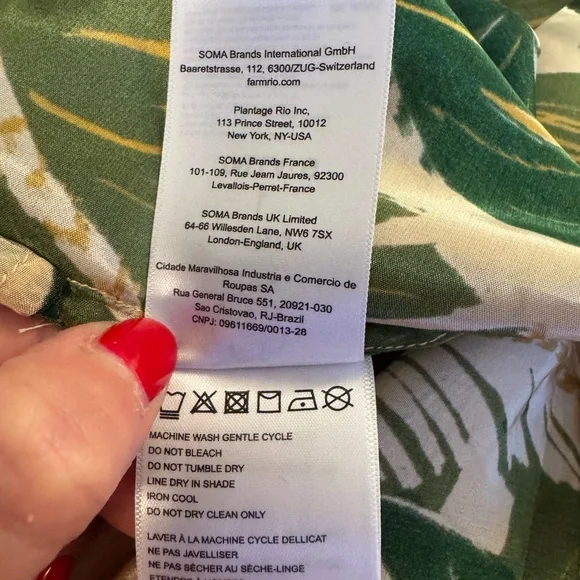 SOMA Brands International GmbH
Baaretstrasse, 112, 6300/ZUG-Switzerland
farmrio.com
Plantage Rio Inc,
113 Prince Street, 10012
New York, NY-USA
SOMA Brands France
101-109, Rue Jeam Jaures, 92300
Levallois-Perret-France
SOMA Brands UK Limited
64-66 Willesden Lane, NW6 7SX
London-England, UK
Cidade Maravilhosa Industria e Comercio de
Roupas SA
Rua General Bruce 551, 20921-030
Sao Cristovao, RJ-Brazil
CNPJ: 09611669/0013-28
MACHINE WASH GENTLE CYCLE
DO NOT BLEACH
DO NOT TUMBLE DRY
LINE DRY IN SHADE
IRON COOL
DO NOT DRY CLEAN ONLY
LAVER À LA MACHINE CYCLE DELLICAT
NE PAS JAVELLISER
NE PAS SÉCHER AU SÈCHE-LINGE